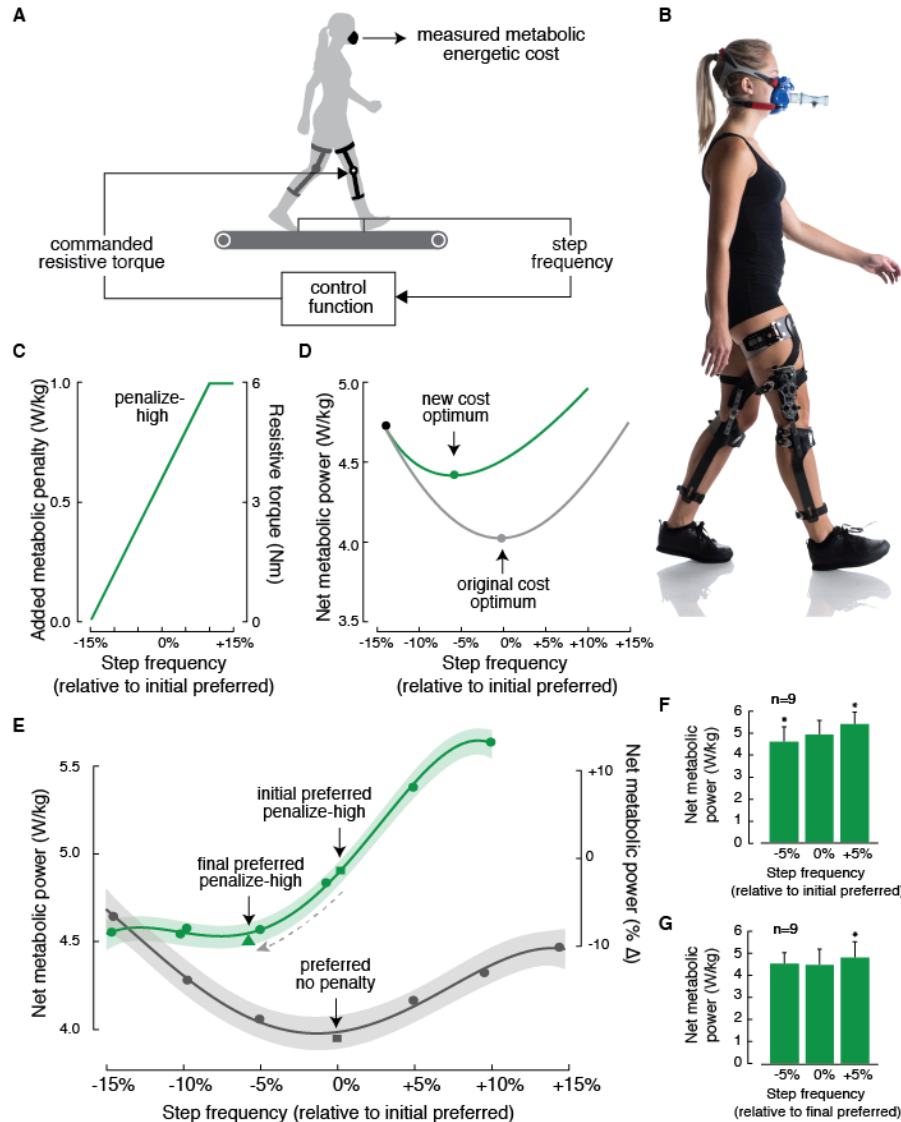 A
measured metabolic
energetic cost
commanded
resistive torque
step
frequency
control
function
B
C
Added metabolic penalty (W/kg)
1.0
0.5
0.0
penalize-
high
6
3
0
Resistive torque (Nm)
-15%
0%
+15%
Step frequency
(relative to initial preferred)
D
Net metabolic power (W/kg)
5.0
4.5
4.0
3.5
new cost
optimum
original cost
optimum
-15%
-10%
-5%
0%
+5%
+10%
+15%
Step frequency
(relative to initial preferred)
E
Net metabolic power (W/kg)
5.5
5.0
4.5
4.0
initial preferred
penalize-high
final preferred
penalize-high
preferred
no penalty
+10
0
-10
Net metabolic power (% Δ)
-15%
-10%
-5%
0%
+5%
+10%
+15%
Step frequency (relative to initial preferred)
F
n=9
Net metabolic
power (W/kg)
6
5
4
3
2
1
0
*
*
-5%
0%
+5%
Step frequency
(relative to initial preferred)
G
n=9
Net metabolic
power (W/kg)
6
5
4
3
2
1
0
*
-5%
0%
+5%
Step frequency
(relative to final preferred)